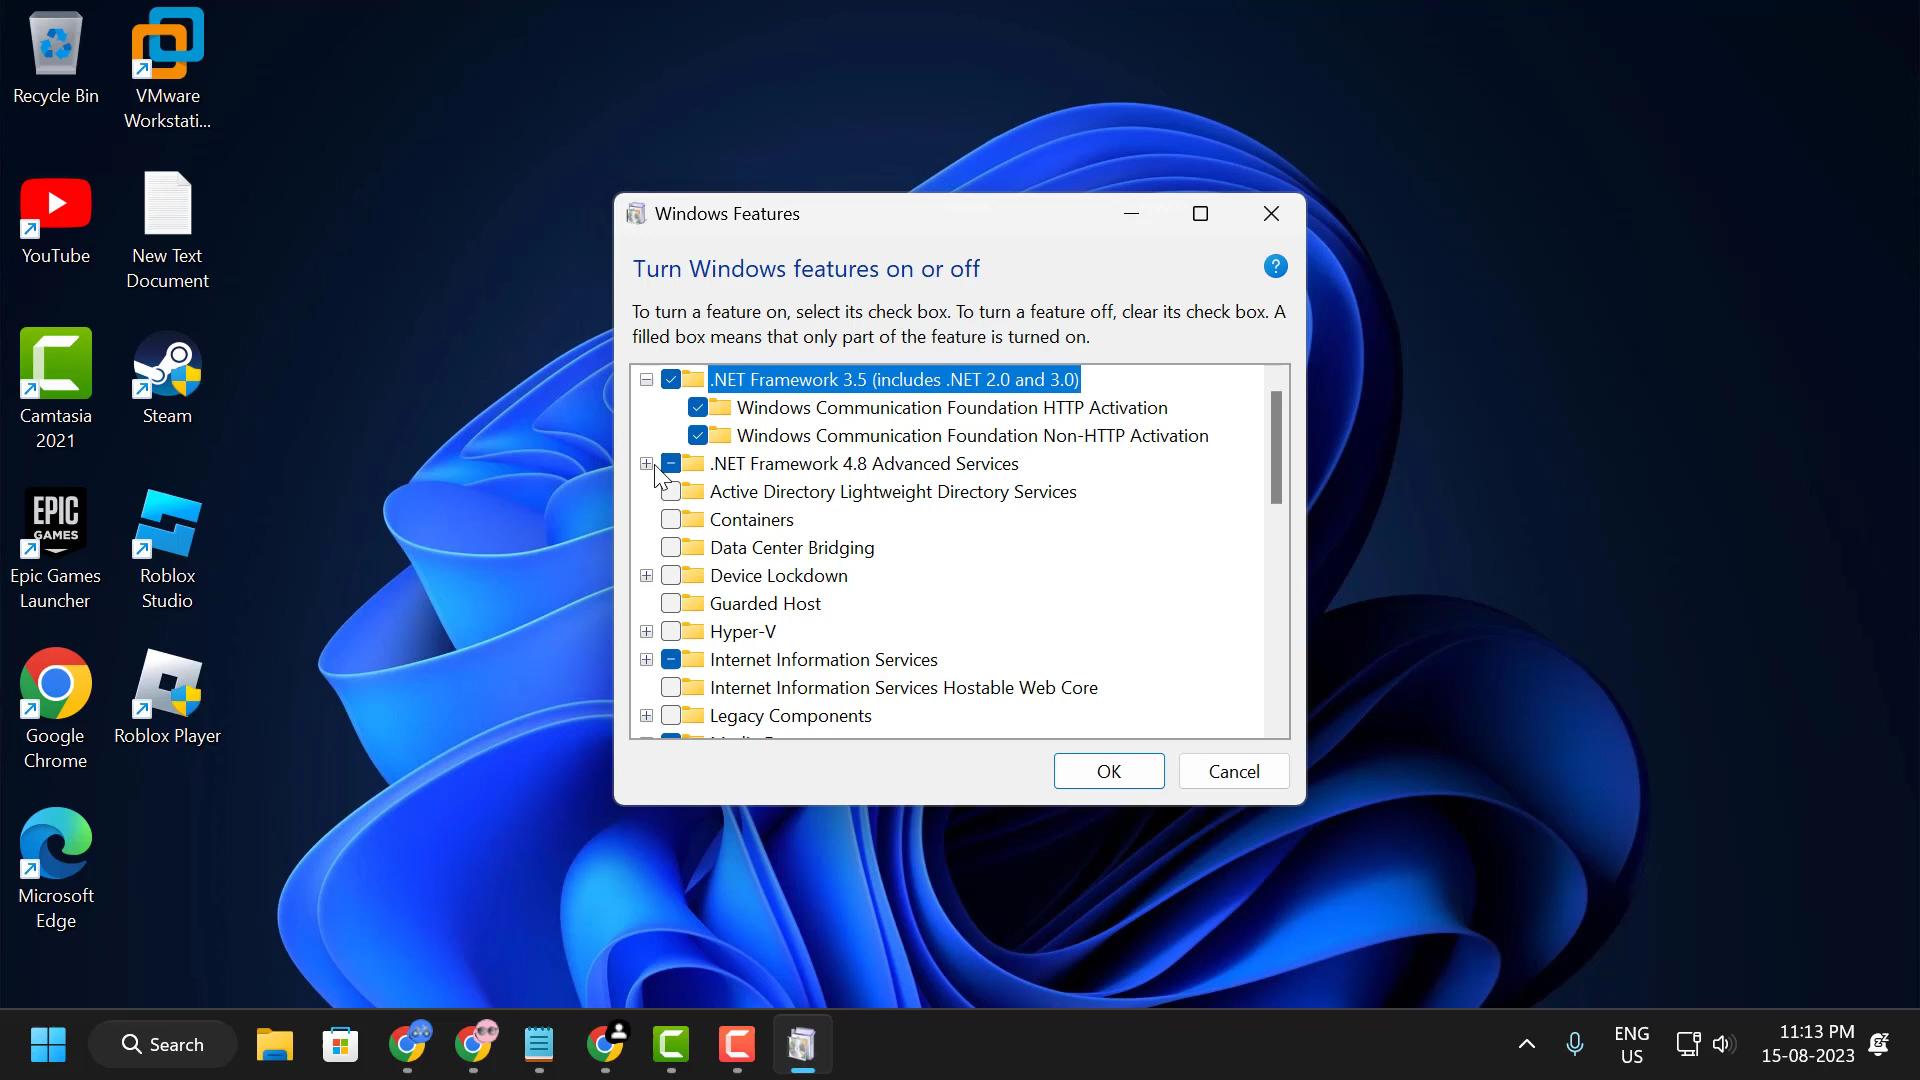 Recycle Bin
VMware
Workstati...
YouTube
New Text
Document
Camtasia
2021
Steam
EPIC
GAMES
Epic Games
Launcher
Roblox
Studio
Google
Chrome
Roblox Player
Microsoft
Edge
Windows Features
Turn Windows features on or off
?
To turn a feature on, select its check box. To turn a feature off, clear its check box. A
filled box means that only part of the feature is turned on.
.NET Framework 3.5 (includes .NET 2.0 and 3.0)
Windows Communication Foundation HTTP Activation
Windows Communication Foundation Non-HTTP Activation
.NET Framework 4.8 Advanced Services
Active Directory Lightweight Directory Services
Containers
Data Center Bridging
Device Lockdown
Guarded Host
Hyper-V
Internet Information Services
Internet Information Services Hostable Web Core
Legacy Components
OK
Cancel
Search
ENG
US
11:13 PM
15-08-2023